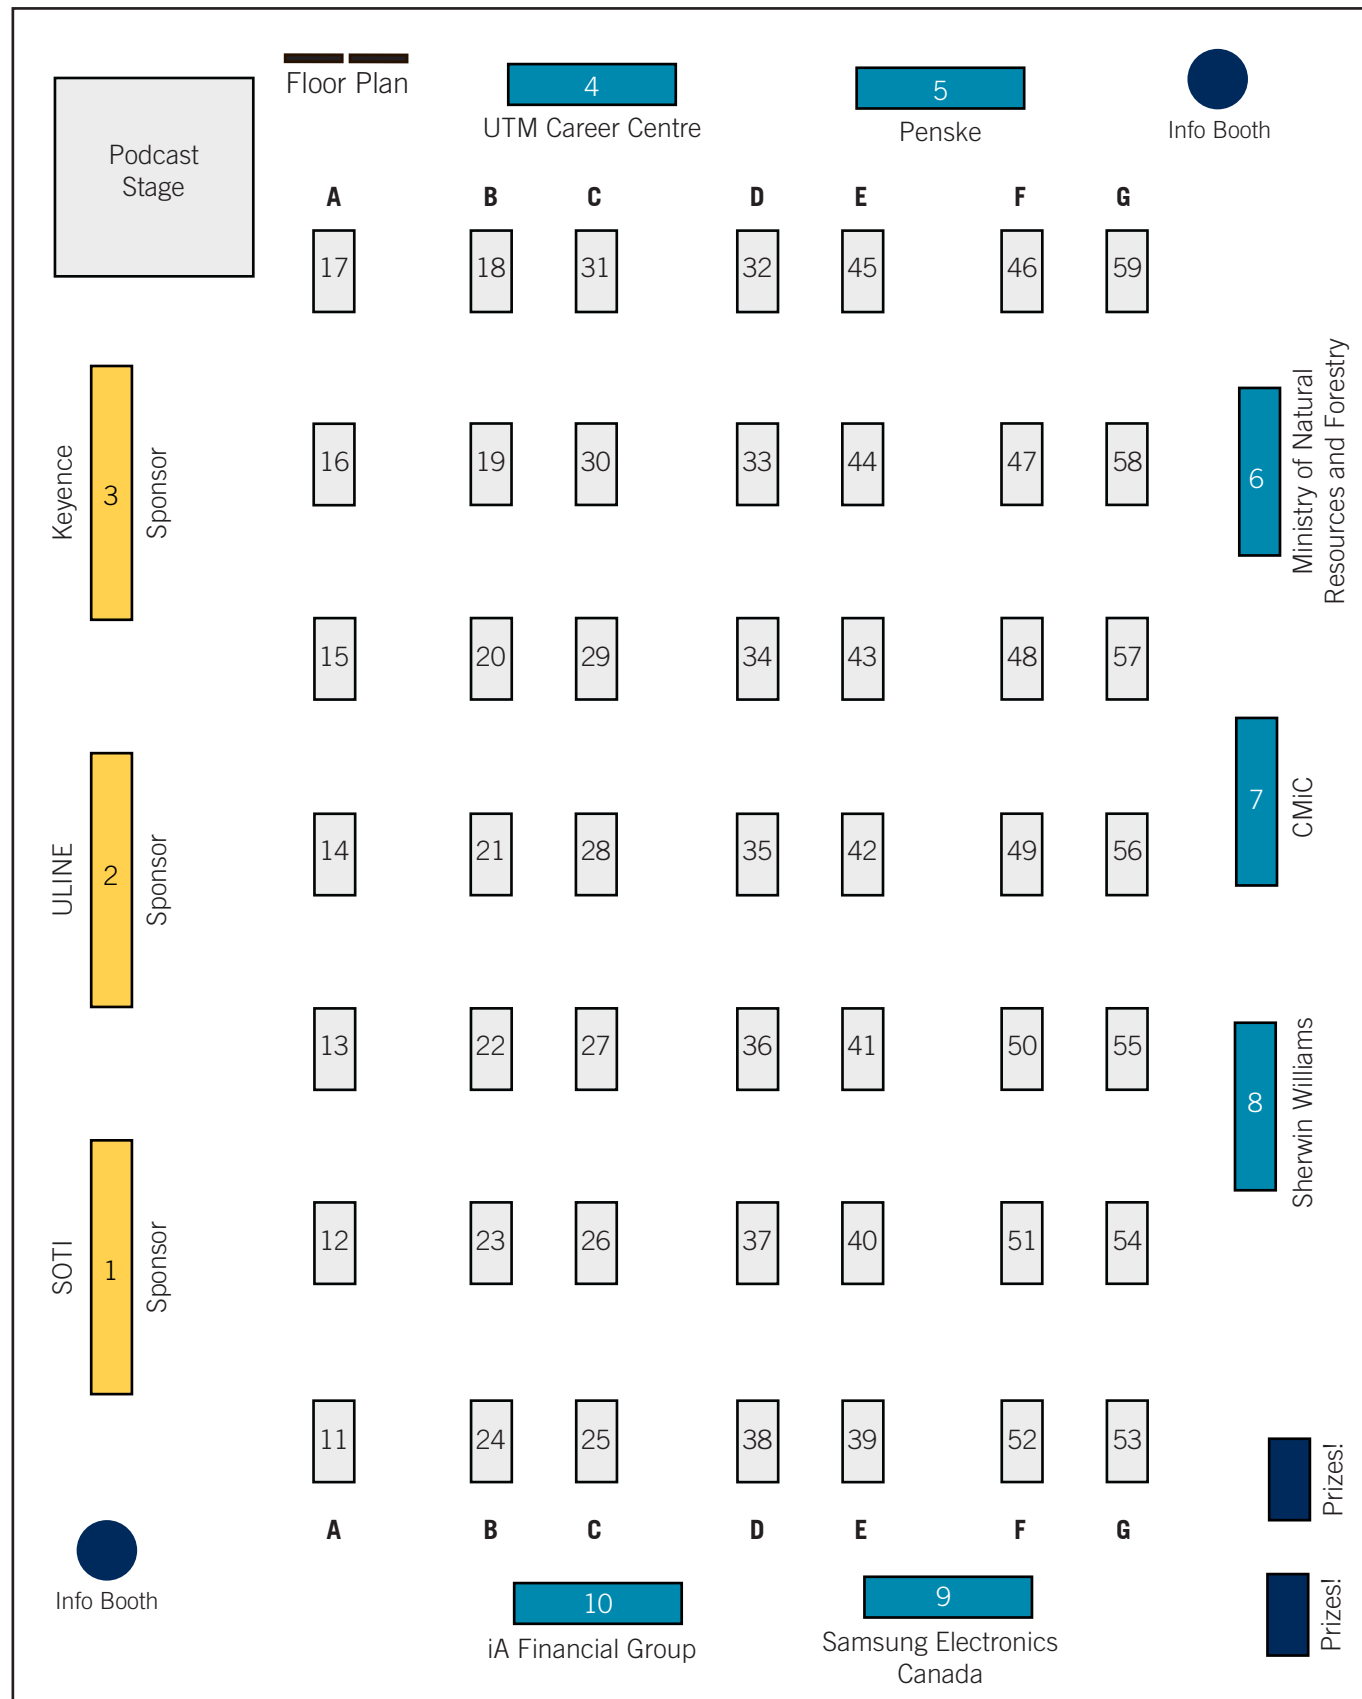 Floor Plan
4
UTM Career Centre
5
Penske
Info Booth
Podcast
Stage
A B C D E F G
17 18 31 32 45 46 59
Keyence
3
Sponsor
16 19 30 33 44 47 58
6
Ministry of Natural
Resources and Forestry
15 20 29 34 43 48 57
ULINE
2
Sponsor
14 21 28 35 42 49 56
7
CMiC
13 22 27 36 41 50 55
8
Sherwin Williams
SOTI
1
Sponsor
12 23 26 37 40 51 54
11 24 25 38 39 52 53
Prizes!
A B C D E F G
Info Booth
10
iA Financial Group
9
Samsung Electronics
Canada
Prizes!